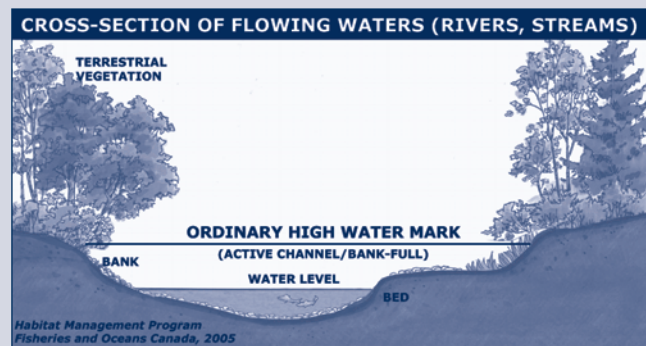 CROSS-SECTION OF FLOWING WATERS (RIVERS, STREAMS)
TERRESTRIAL
VEGETATION
ORDINARY HIGH WATER MARK
(ACTIVE CHANNEL/BANK-FULL)
BANK
WATER LEVEL
BED
Habitat Management Program
Fisheries and Oceans Canada, 2005